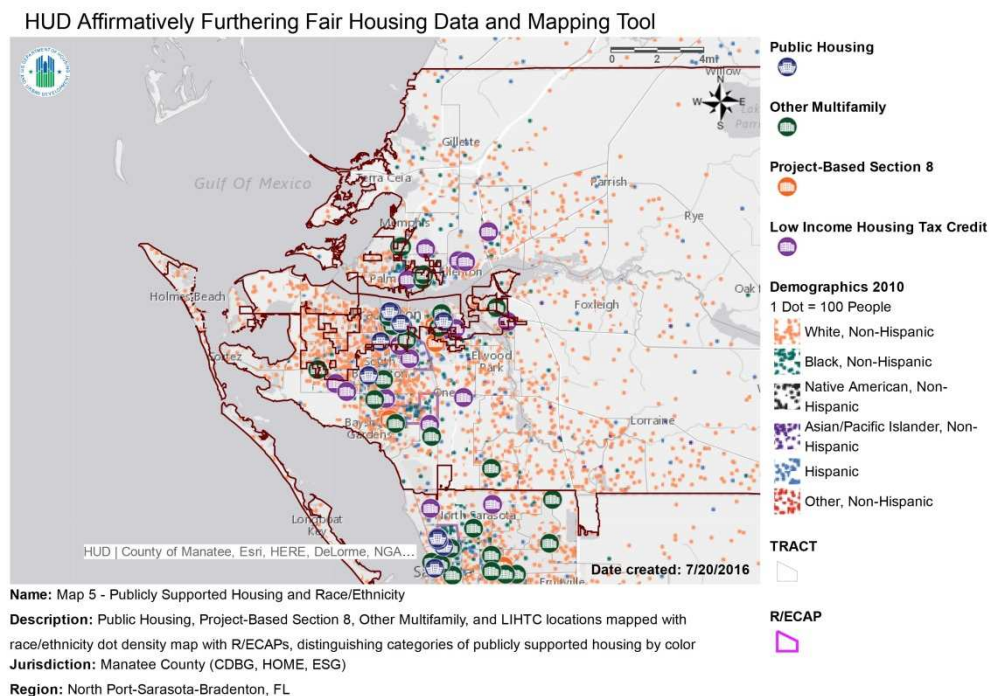 HUD Affirmatively Furthering Fair Housing Data and Mapping Tool
0 2 4mi
Willow
N
W E
S
Gillette
Terra Ceia
Gulf Of Mexico
Parrish
Memphis
Rye
Palm
Holmes Beach
Foxleigh
Oak
Cortez
South
Elwood
Park
One
Lorraine
Gardens
Longboat
Key
North Sarasota
Fruitville
HUD | County of Manatee, Esri, HERE, DeLorme, NGA...
Date created: 7/20/2016
Public Housing
Other Multifamily
Project-Based Section 8
Low Income Housing Tax Credit
Demographics 2010
1 Dot = 100 People
White, Non-Hispanic
Black, Non-Hispanic
Native American, Non-
Hispanic
Asian/Pacific Islander, Non-
Hispanic
Hispanic
Other, Non-Hispanic
TRACT
R/ECAP
Name: Map 5 - Publicly Supported Housing and Race/Ethnicity
Description: Public Housing, Project-Based Section 8, Other Multifamily, and LIHTC locations mapped with
race/ethnicity dot density map with R/ECAPs, distinguishing categories of publicly supported housing by color
Jurisdiction: Manatee County (CDBG, HOME, ESG)
Region: North Port-Sarasota-Bradenton, FL